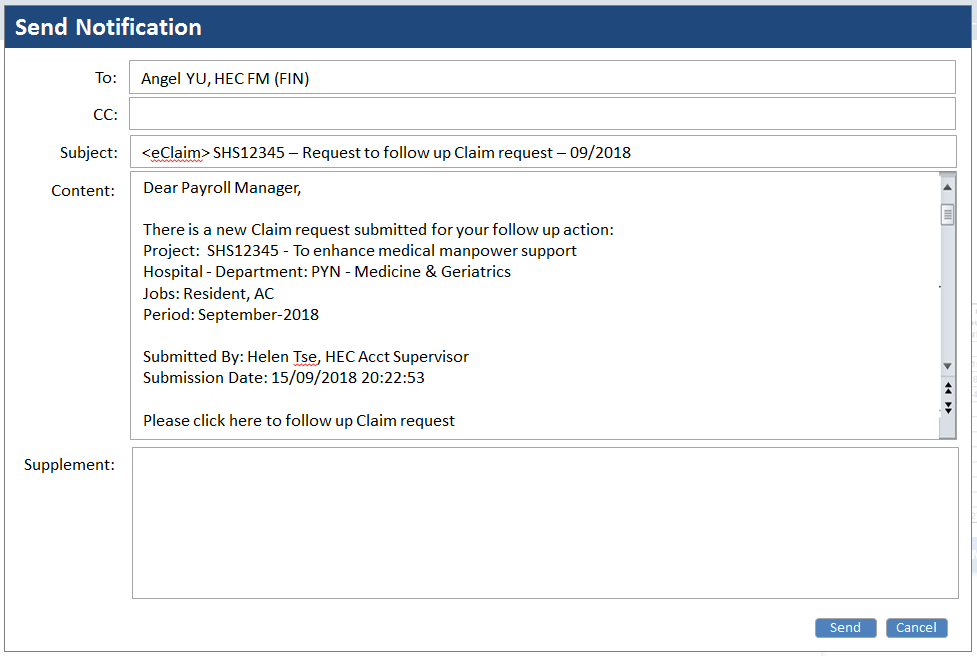 Send Notification
To: Angel YU, HEC FM (FIN)
CC:
Subject: <eClaim> SHS12345 – Request to follow up Claim request – 09/2018
Content: Dear Payroll Manager,
There is a new Claim request submitted for your follow up action:
Project:  SHS12345 - To enhance medical manpower support
Hospital - Department: PYN - Medicine & Geriatrics
Jobs: Resident, AC
Period: September-2018
Submitted By: Helen Tse, HEC Acct Supervisor
Submission Date: 15/09/2018 20:22:53
Please click here to follow up Claim request
Supplement:
Send Cancel